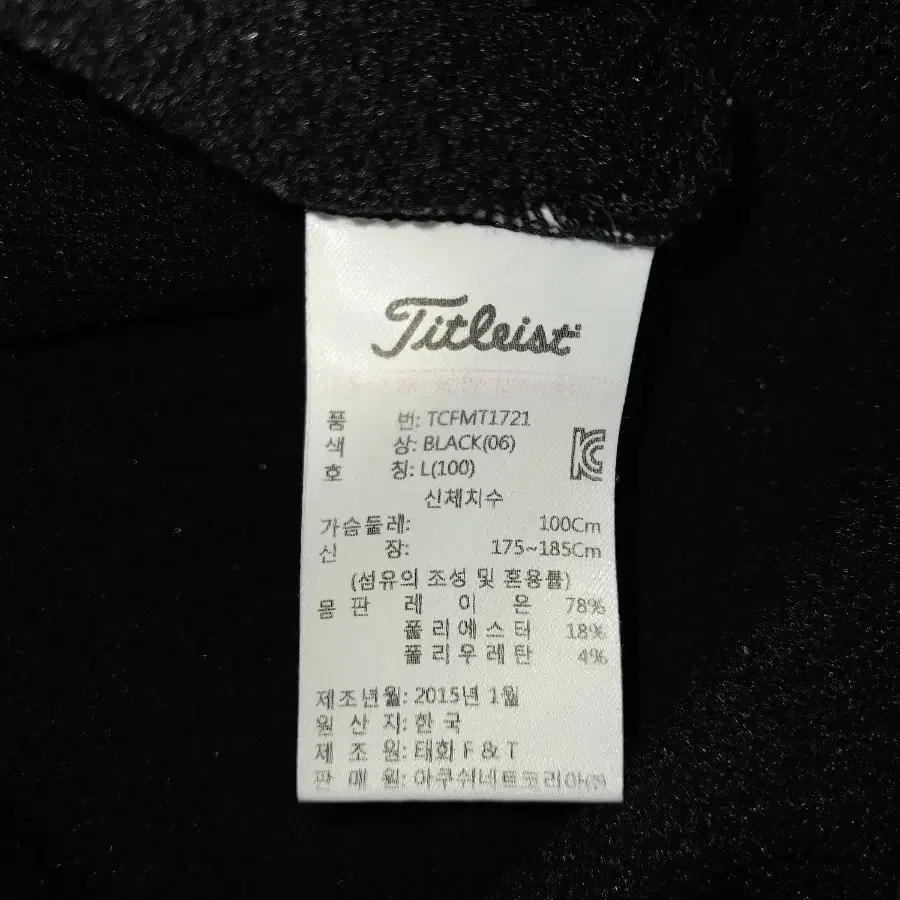 Titleist
품 번: TCFMT1721
색 상: BLACK(06)
호 칭: L(100)
신체치수
가슴둘레: 100Cm
신 장: 175~185Cm
(섬유의 조성 및 혼용률)
몸 판 레 이 온 78%
폴리에스터 18%
폴리우레탄 4%
제조년월: 2015년 1월
원 산 지: 한 국
제 조 원: 태화 F & T
판 매 원: 아쿠쉬네트코리아㈜